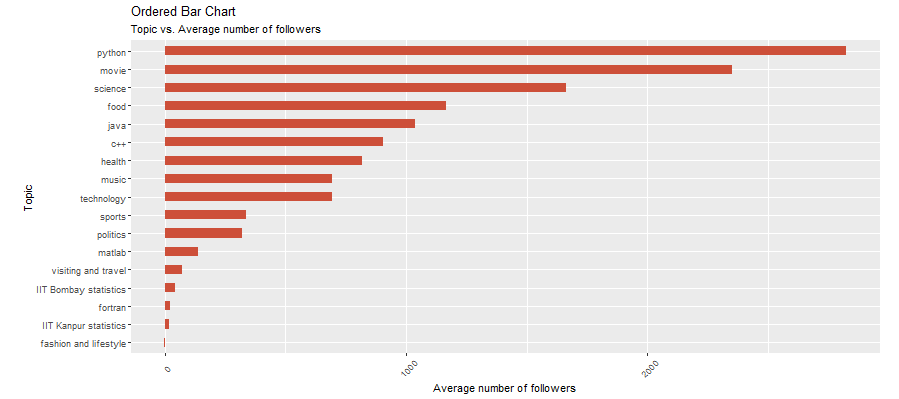 Ordered Bar Chart
Topic vs. Average number of followers
python
movie
science
food
java
c++
health
music
technology
sports
politics
matlab
visiting and travel
IIT Bombay statistics
fortran
IIT Kanpur statistics
fashion and lifestyle
Topic
0
1000
2000
Average number of followers